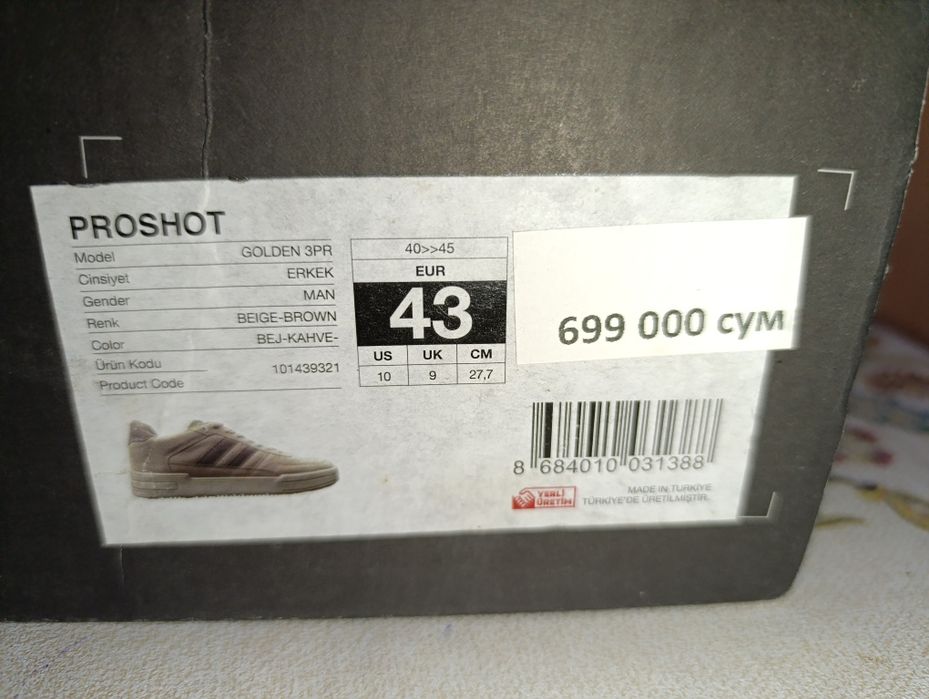 PROSHOT
Model GOLDEN 3PR
Cinsiyet ERKEK
Gender MAN
Renk BEIGE-BROWN
Color BEJ-KAHVE-
Ürün Kodu 101439321
Product Code
40>>45
EUR
43
US UK CM
10 9 27,7
699 000 сум
8 684010 031388
YERLİ ÜRETİM
MADE IN TURKIYE
TÜRKİYE'DE ÜRETİLMİŞTİR.